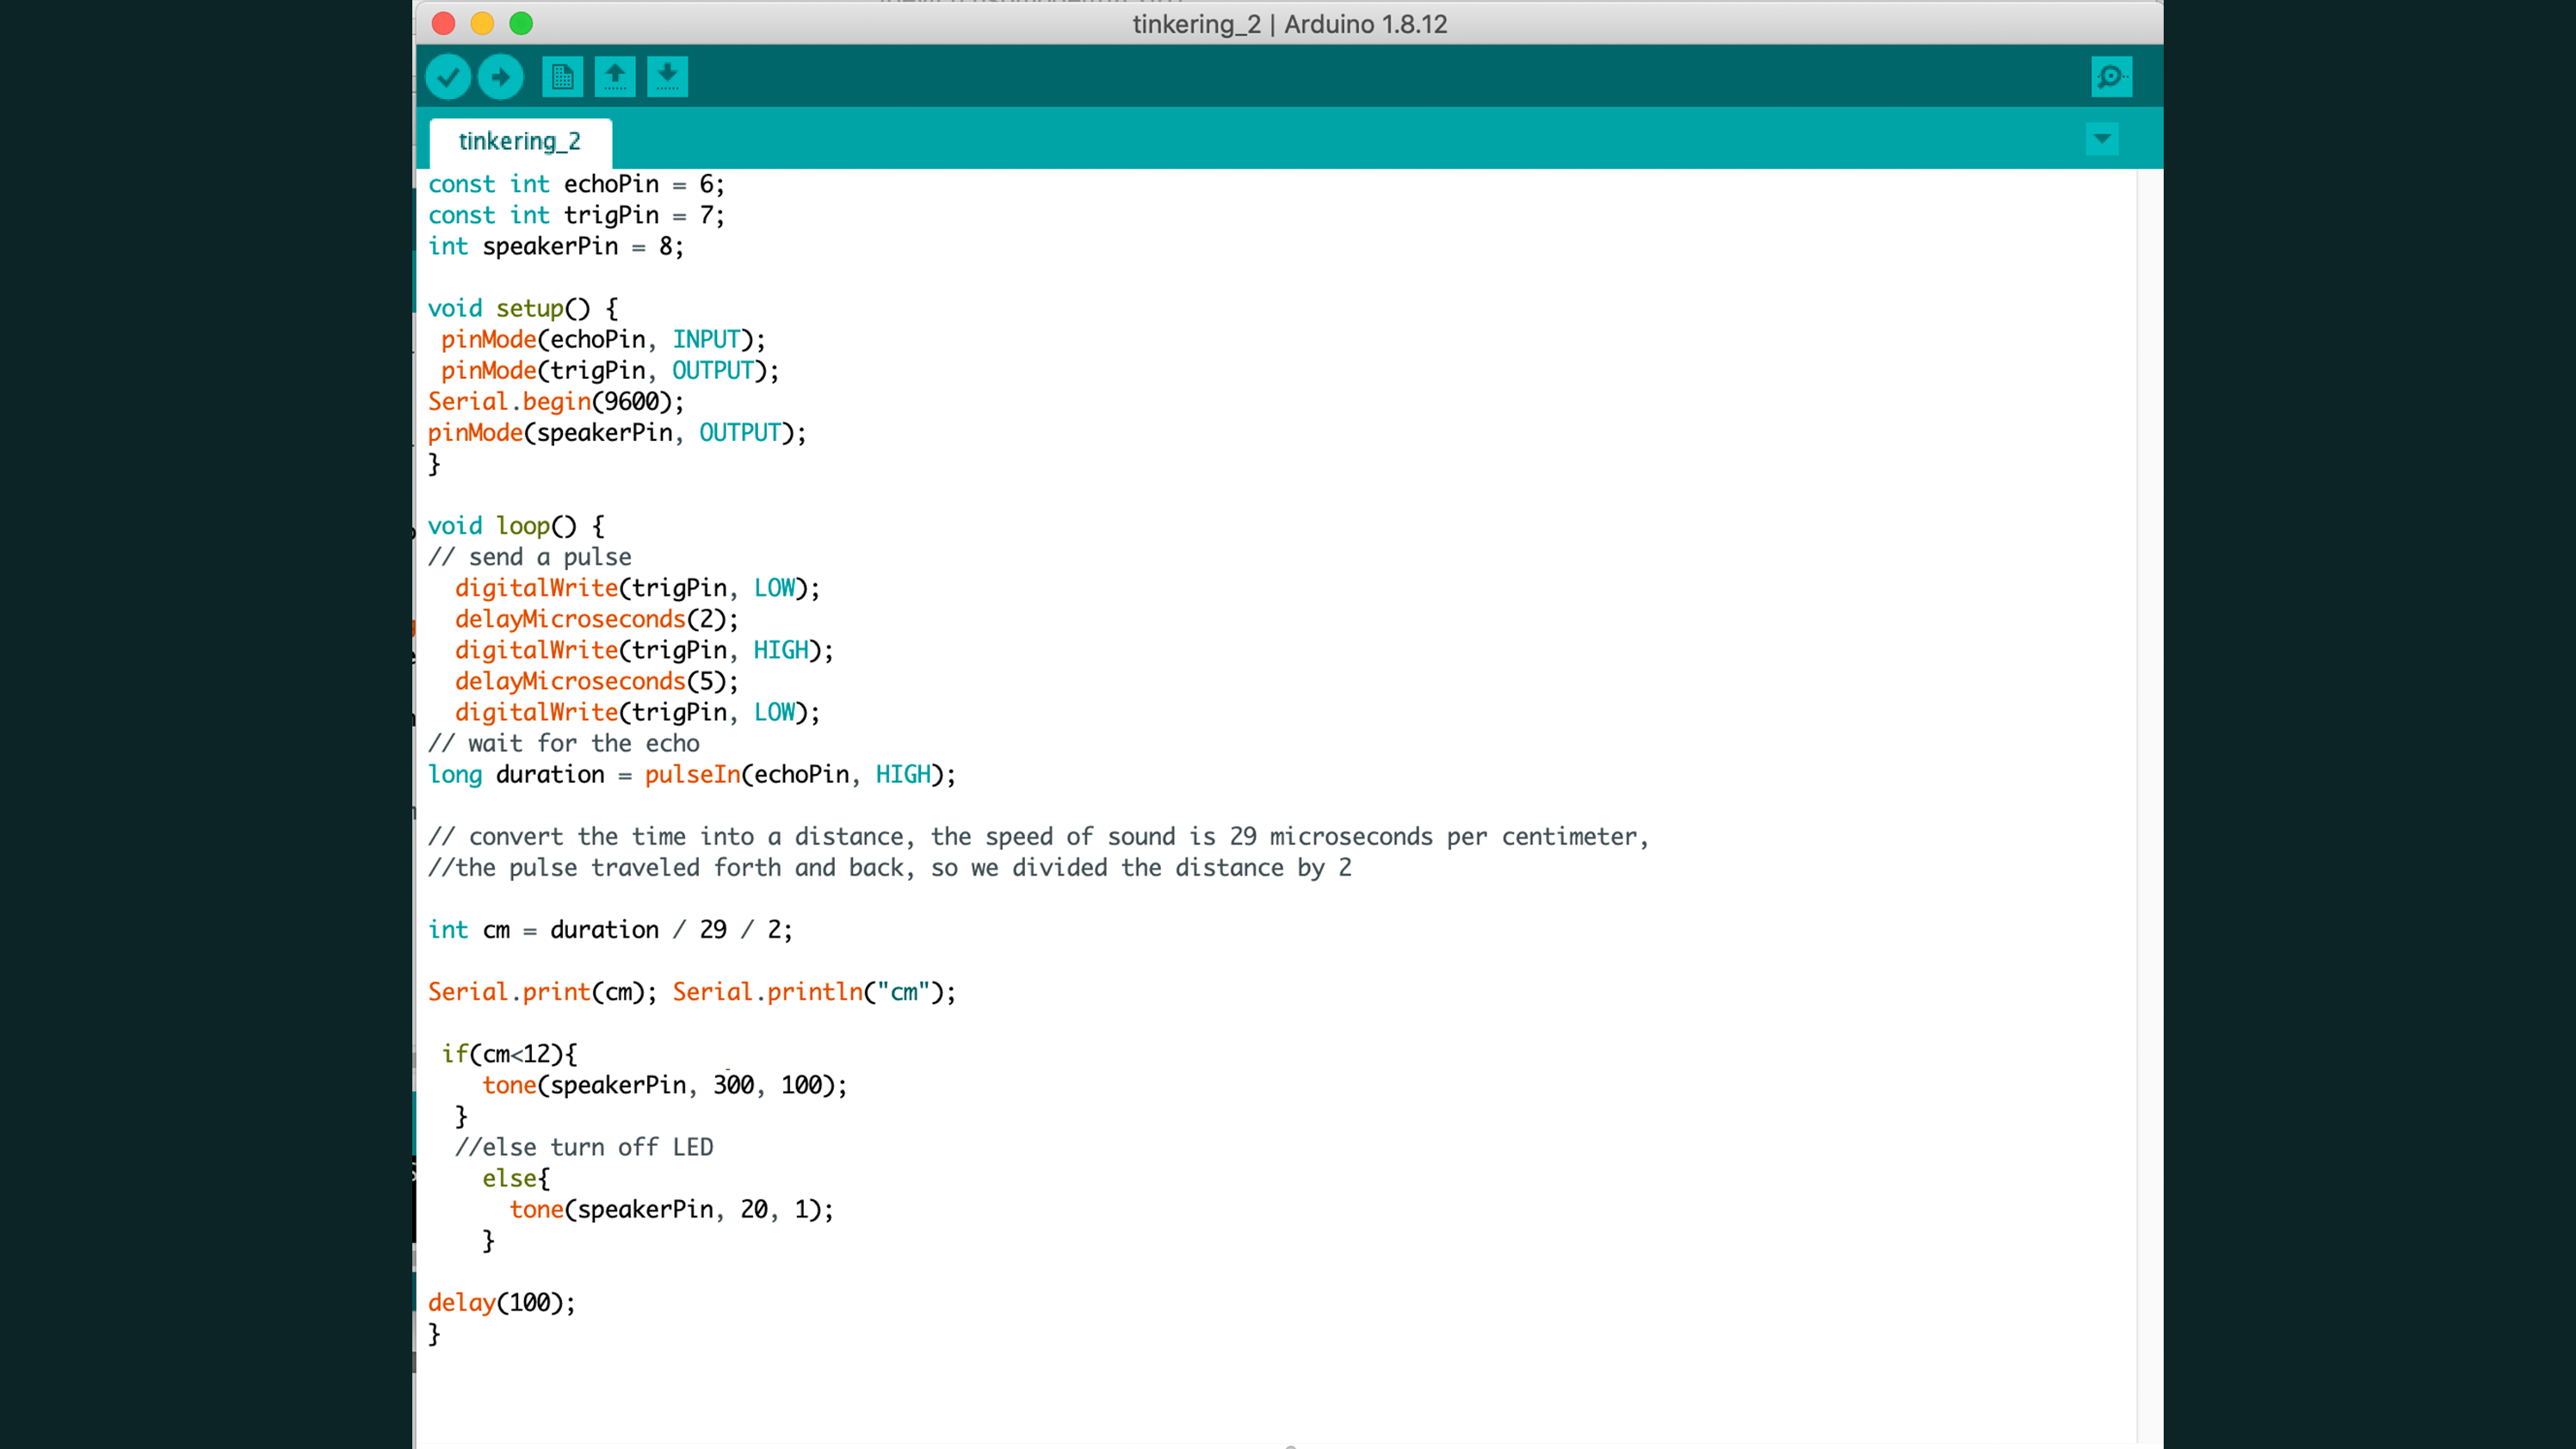 tinkering_2 | Arduino 1.8.12
tinkering_2
const int echoPin = 6;
const int trigPin = 7;
int speakerPin = 8;
void setup() {
pinMode(echoPin, INPUT);
pinMode(trigPin, OUTPUT);
Serial.begin(9600);
pinMode(speakerPin, OUTPUT);
}
void loop() {
// send a pulse
digitalWrite(trigPin, LOW);
delayMicroseconds(2);
digitalWrite(trigPin, HIGH);
delayMicroseconds(5);
digitalWrite(trigPin, LOW);
// wait for the echo
long duration = pulseIn(echoPin, HIGH);
// convert the time into a distance, the speed of sound is 29 microseconds per centimeter,
//the pulse traveled forth and back, so we divided the distance by 2
int cm = duration / 29 / 2;
Serial.print(cm); Serial.println("cm");
if(cm<12){
tone(speakerPin, 300, 100);
}
//else turn off LED
else{
tone(speakerPin, 20, 1);
}
delay(100);
}